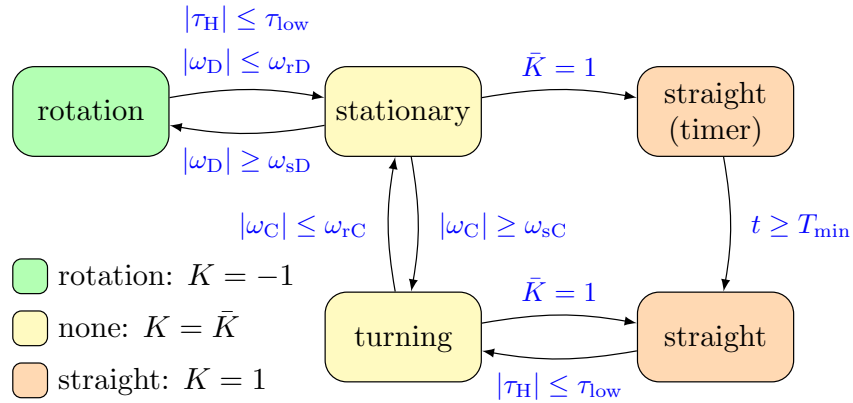 |τ_H| ≤ τ_low
|ω_D| ≤ ω_rD
K̄ = 1
rotation
stationary
straight
(timer)
|ω_D| ≥ ω_sD
|ω_C| ≤ ω_rC
|ω_C| ≥ ω_sC
t ≥ T_min
rotation: K = −1
none: K = K̄
straight: K = 1
K̄ = 1
turning
straight
|τ_H| ≤ τ_low